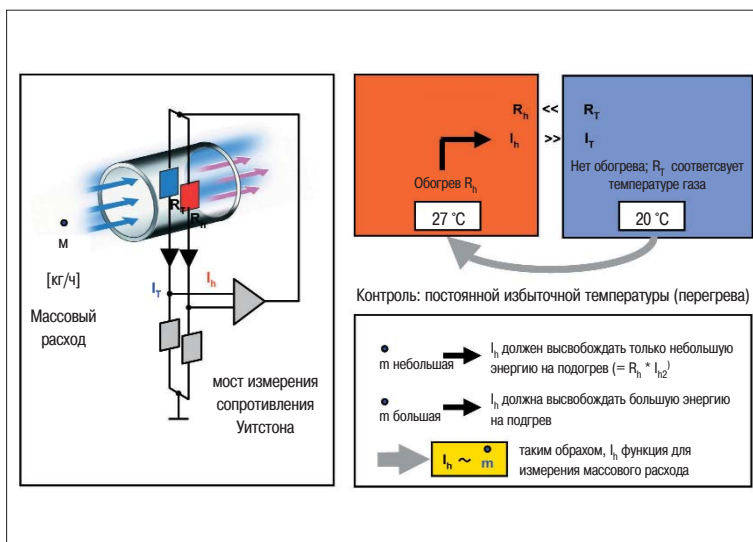 R_T
R_h
м
[кг/ч]
Массовый
расход
I_T
I_h
мост измерения
сопротивления
Уитстона
R_h << R_T
I_h >> I_T
Обогрев R_h
27 °C
Нет обогрева; R_T соответсвует
температуре газа
20 °C
Контроль: постоянной избыточной температуры (перегрева)
m небольшая
I_h должен высвобождать только небольшую
энергию на подогрев (= R_h * I_h2)
m большая
I_h должна высвобождать большую энергию
на подгрев
I_h ~ m
таким обрахом, I_h функция для
измерения массового расхода